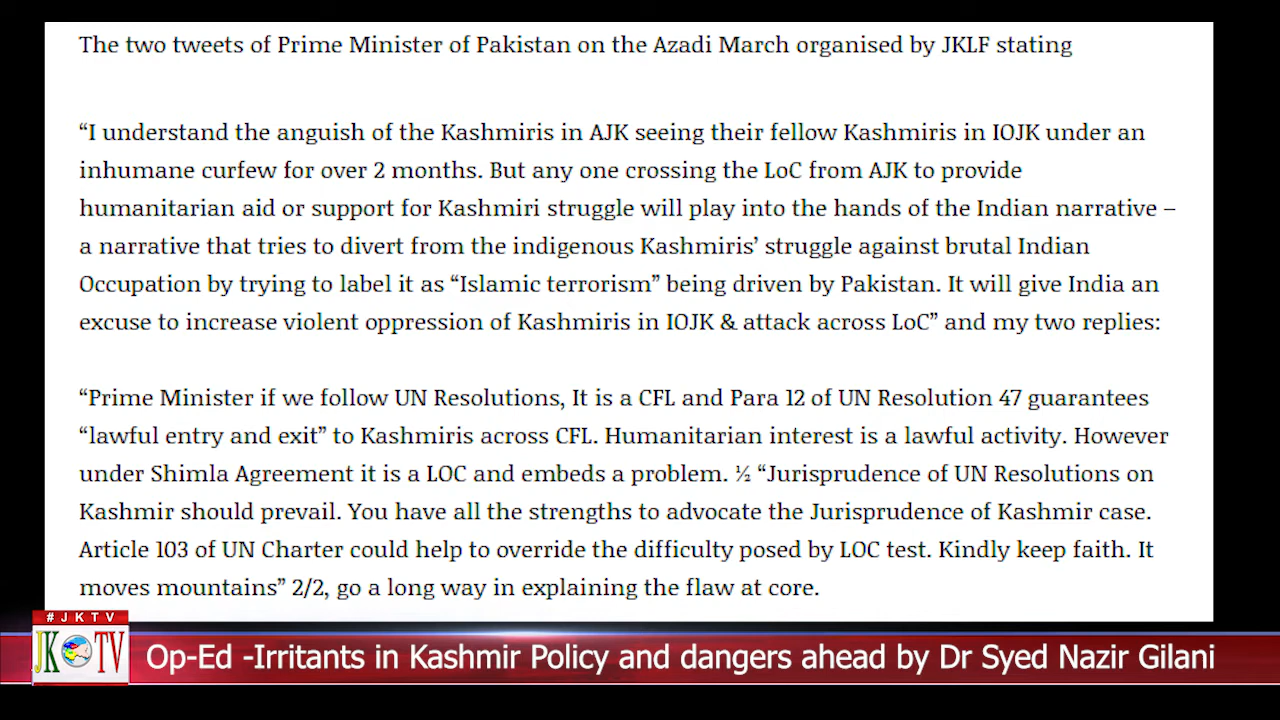 The two tweets of Prime Minister of Pakistan on the Azadi March organised by JKLF stating
“I understand the anguish of the Kashmiris in AJK seeing their fellow Kashmiris in IOJK under an
inhumane curfew for over 2 months. But any one crossing the LoC from AJK to provide
humanitarian aid or support for Kashmiri struggle will play into the hands of the Indian narrative –
a narrative that tries to divert from the indigenous Kashmiris’ struggle against brutal Indian
Occupation by trying to label it as “Islamic terrorism” being driven by Pakistan. It will give India an
excuse to increase violent oppression of Kashmiris in IOJK & attack across LoC” and my two replies:
“Prime Minister if we follow UN Resolutions, It is a CFL and Para 12 of UN Resolution 47 guarantees
“lawful entry and exit” to Kashmiris across CFL. Humanitarian interest is a lawful activity. However
under Shimla Agreement it is a LOC and embeds a problem. ½ “Jurisprudence of UN Resolutions on
Kashmir should prevail. You have all the strengths to advocate the Jurisprudence of Kashmir case.
Article 103 of UN Charter could help to override the difficulty posed by LOC test. Kindly keep faith. It
moves mountains” 2/2, go a long way in explaining the flaw at core.
#JKTV
JK TV
Op-Ed -Irritants in Kashmir Policy and dangers ahead by Dr Syed Nazir Gilani